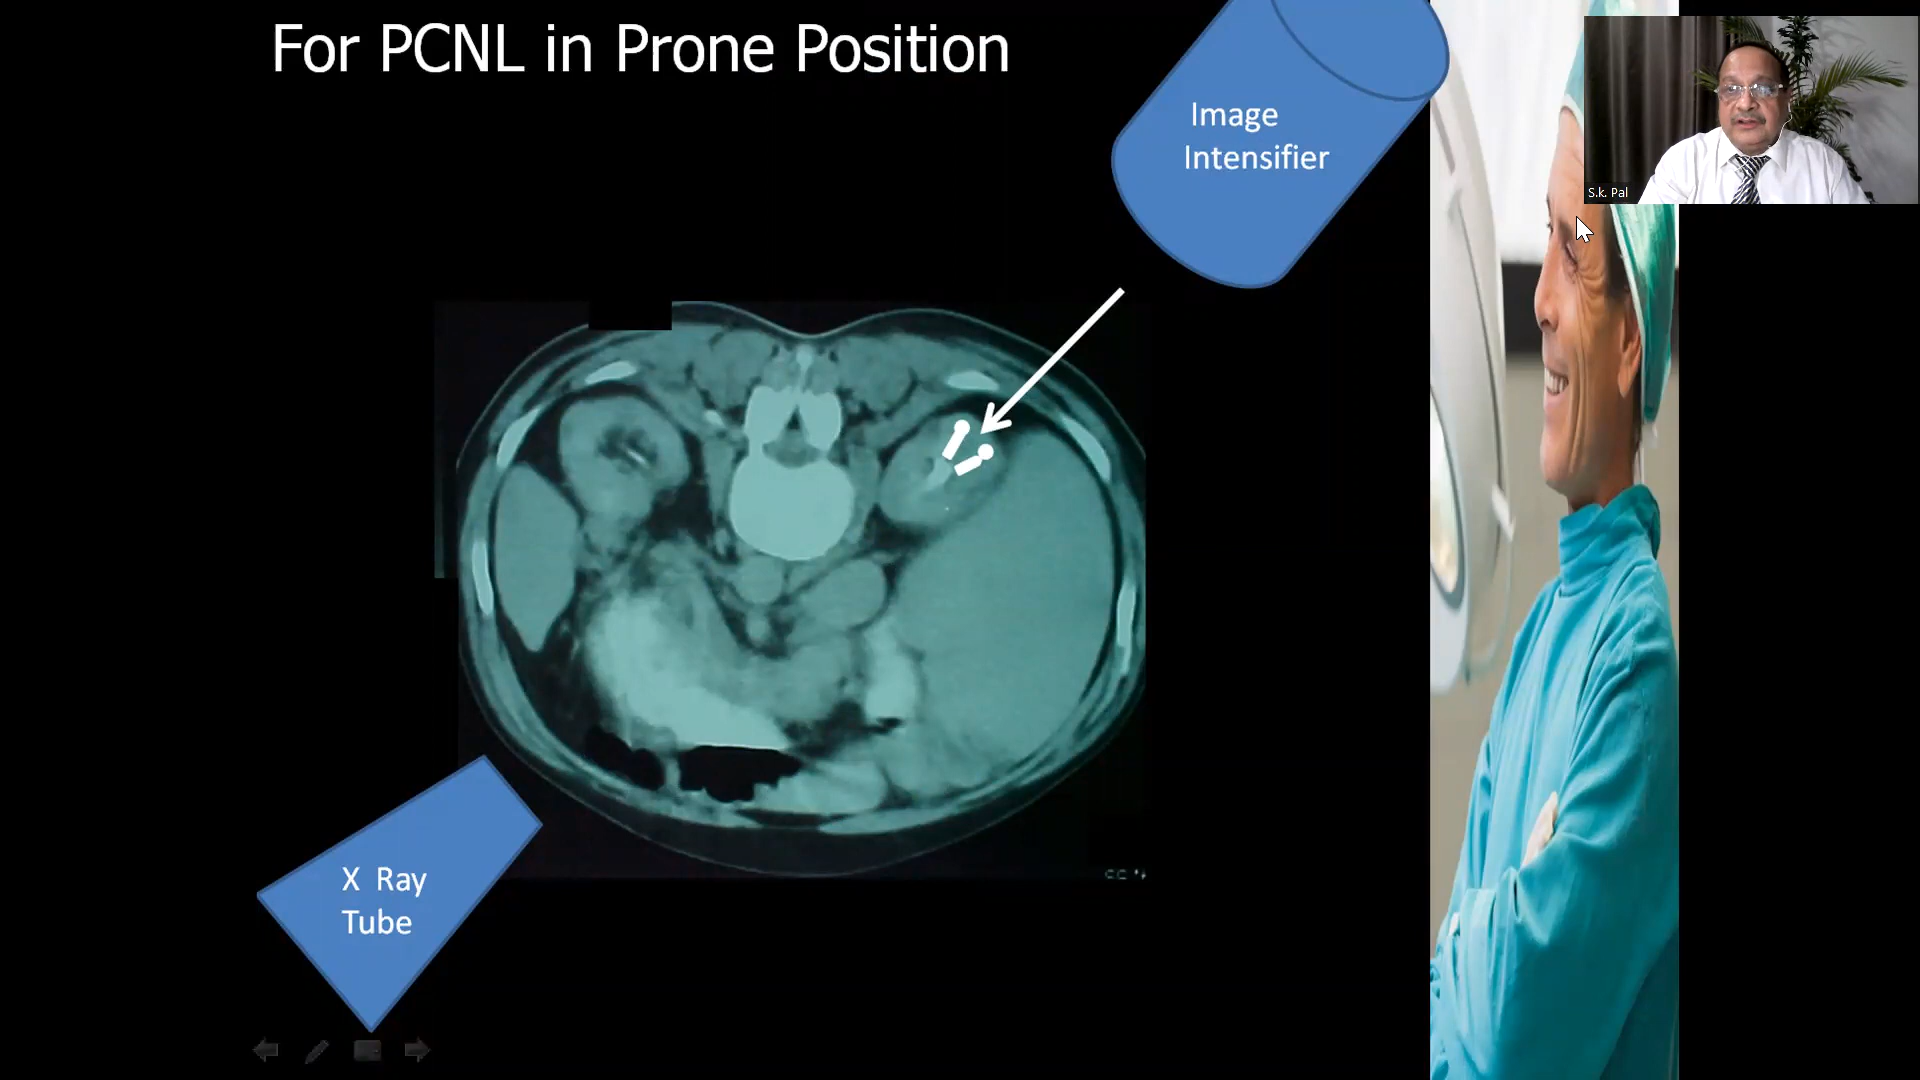 For PCNL in Prone Position
Image
Intensifier
S.k. Pal
X Ray
Tube